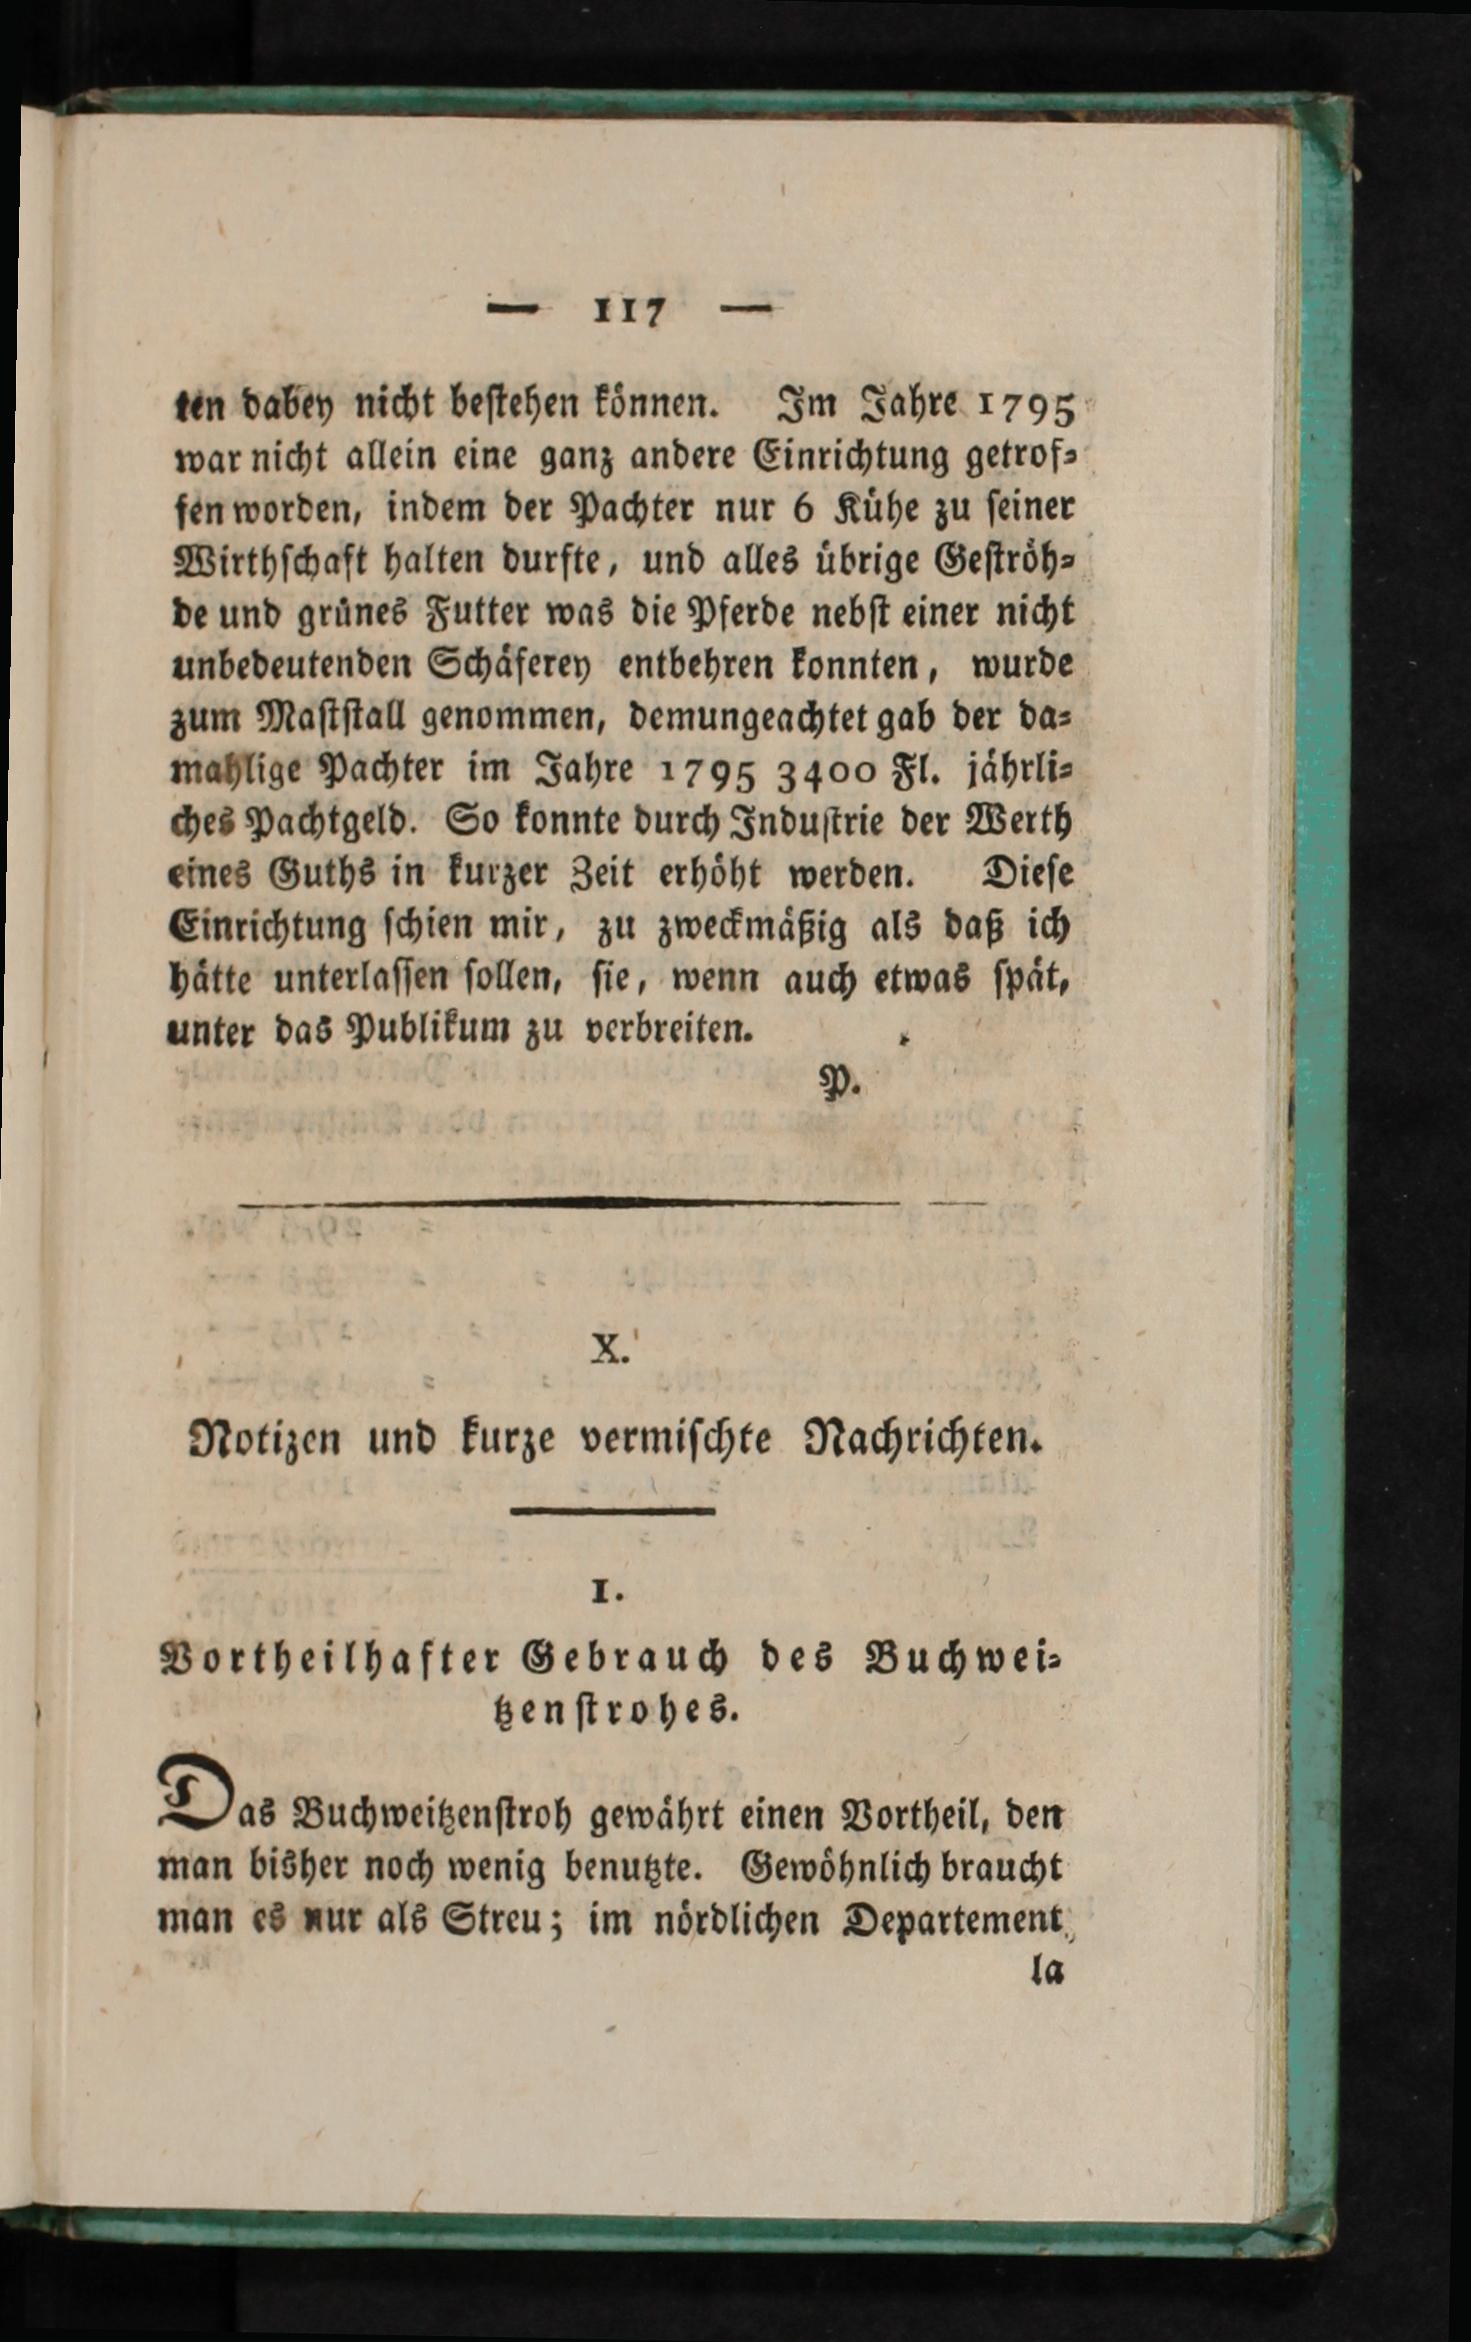 — 117 —
ten dabey nicht bestehen können. Im Jahre 1795
war nicht allein eine ganz andere Einrichtung getrof-
fen worden, indem der Pachter nur 6 Kühe zu seiner
Wirthschaft halten durfte, und alles übrige Geströh-
de und grünes Futter was die Pferde nebst einer nicht
unbedeutenden Schäferey entbehren konnten, wurde
zum Maststall genommen, demungeachtet gab der da-
mahlige Pachter im Jahre 1795 3400 Fl. jährli-
ches Pachtgeld. So konnte durch Industrie der Werth
eines Guths in kurzer Zeit erhöht werden. Diese
Einrichtung schien mir, zu zweckmäßig als daß ich
hätte unterlassen sollen, sie, wenn auch etwas spät,
unter das Publikum zu verbreiten.
P.
X.
Notizen und kurze vermischte Nachrichten.
1.
Vortheilhafter Gebrauch des Buchwei-
tzenstrohes.
Das Buchweitzenstroh gewährt einen Vortheil, den
man bisher noch wenig benutzte. Gewöhnlich braucht
man es nur als Streu; im nördlichen Departement
la